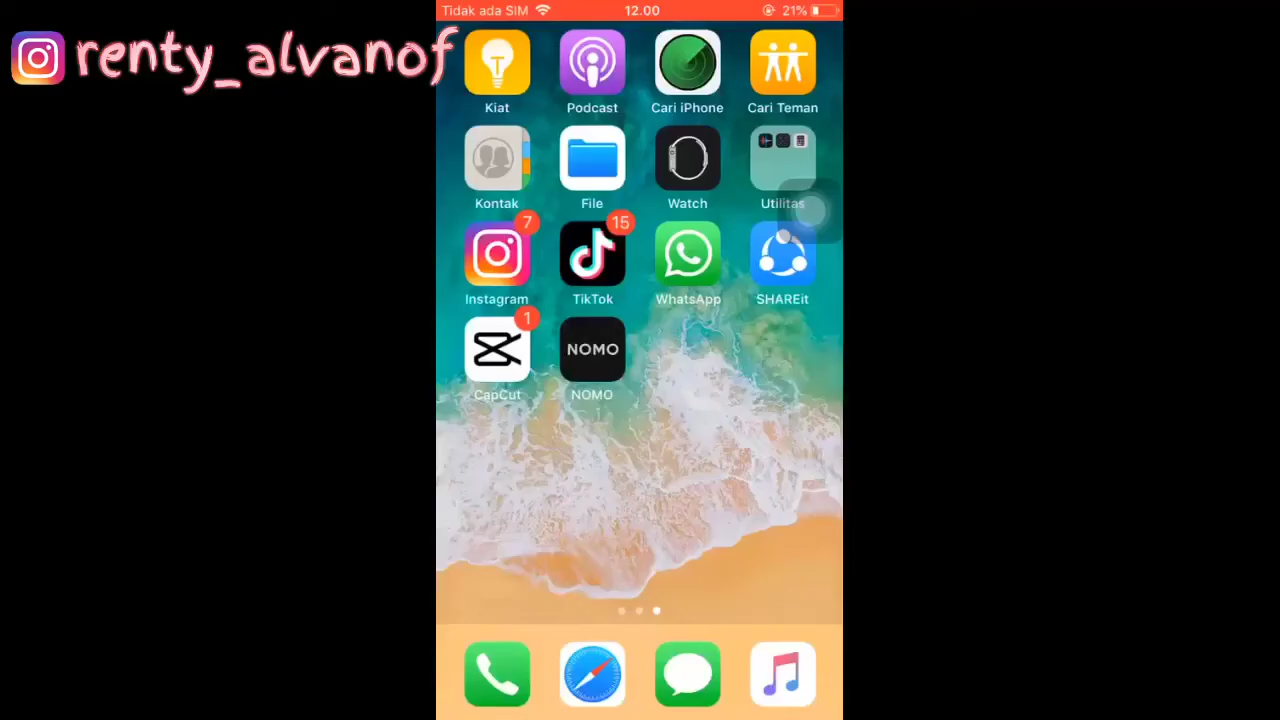 Tidak ada SIM 12.00 21%
renty_alvanof
Kiat Podcast Cari iPhone Cari Teman
Kontak File Watch Utilitas
7 15
Instagram TikTok WhatsApp SHAREit
1
NOMO
CapCut NOMO